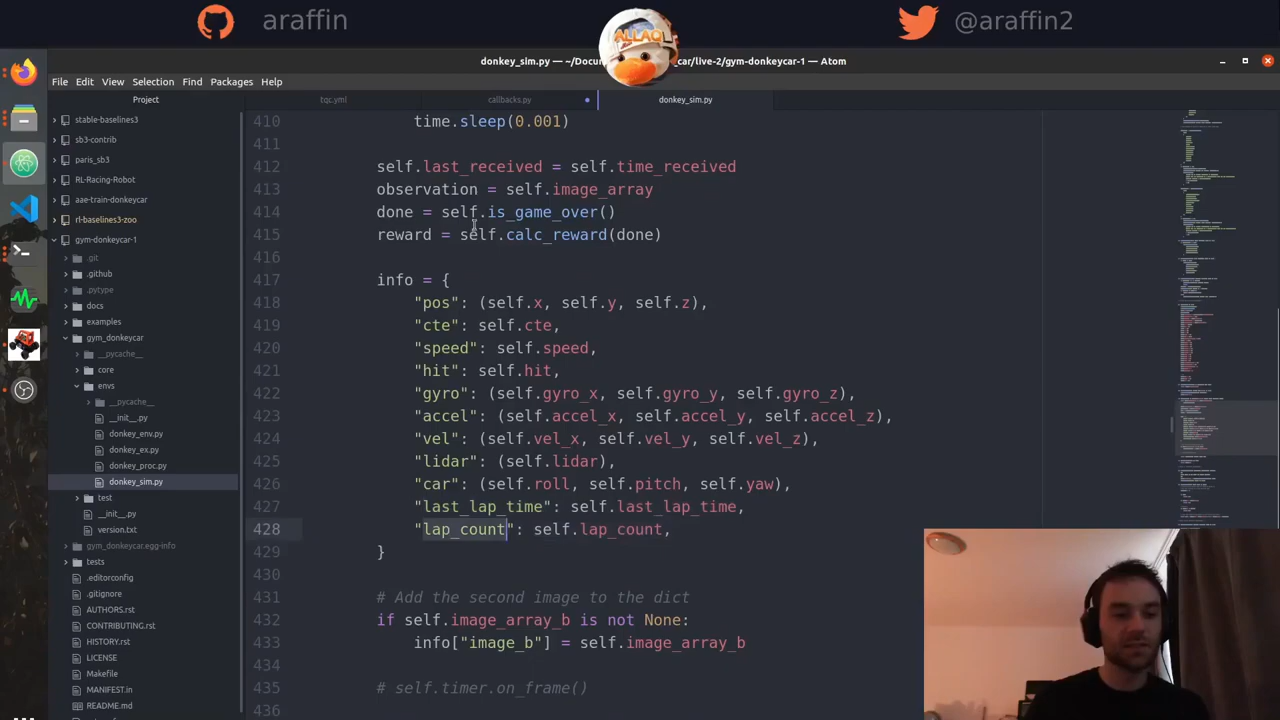 araffin
@araffin2
ALLAQ
donkey_sim.py — ~/Docu
_car/live-2/gym-donkeycar-1 — Atom
File Edit View Selection Find Packages Help
Project
tqc.yml
callbacks.py
donkey_sim.py
stable-baselines3
sb3-contrib
paris_sb3
RL-Racing-Robot
aae-train-donkeycar
rl-baselines3-zoo
gym-donkeycar-1
.git
.github
.pytype
docs
examples
gym_donkeycar
__pycache__
core
envs
__pycache__
__init__.py
donkey_env.py
donkey_ex.py
donkey_proc.py
donkey_sim.py
test
__init__.py
version.txt
gym_donkeycar.egg-info
tests
.editorconfig
.gitignore
AUTHORS.rst
CONTRIBUTING.rst
HISTORY.rst
LICENSE
Makefile
MANIFEST.in
README.md
410 time.sleep(0.001)
411
412 self.last_received = self.time_received
413 observation = self.image_array
414 done = self.is_game_over()
415 reward = self.calc_reward(done)
416
417 info = {
418 "pos": (self.x, self.y, self.z),
419 "cte": self.cte,
420 "speed": self.speed,
421 "hit": self.hit,
422 "gyro": (self.gyro_x, self.gyro_y, self.gyro_z),
423 "accel": (self.accel_x, self.accel_y, self.accel_z),
424 "vel": (self.vel_x, self.vel_y, self.vel_z),
425 "lidar": (self.lidar),
426 "car": (self.roll, self.pitch, self.yaw),
427 "last_lap_time": self.last_lap_time,
428 "lap_count": self.lap_count,
429 }
430
431 # Add the second image to the dict
432 if self.image_array_b is not None:
433 info["image_b"] = self.image_array_b
434
435 # self.timer.on_frame()
436